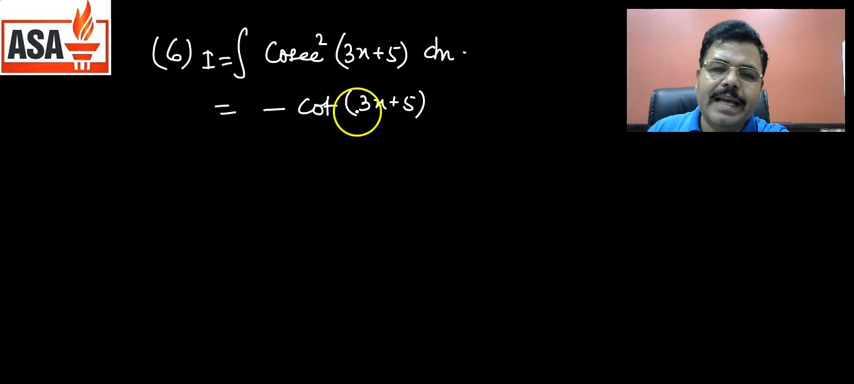 ASA
(6) I = ∫ Cosec² (3x+5) dx.
= - cot (3x+5)